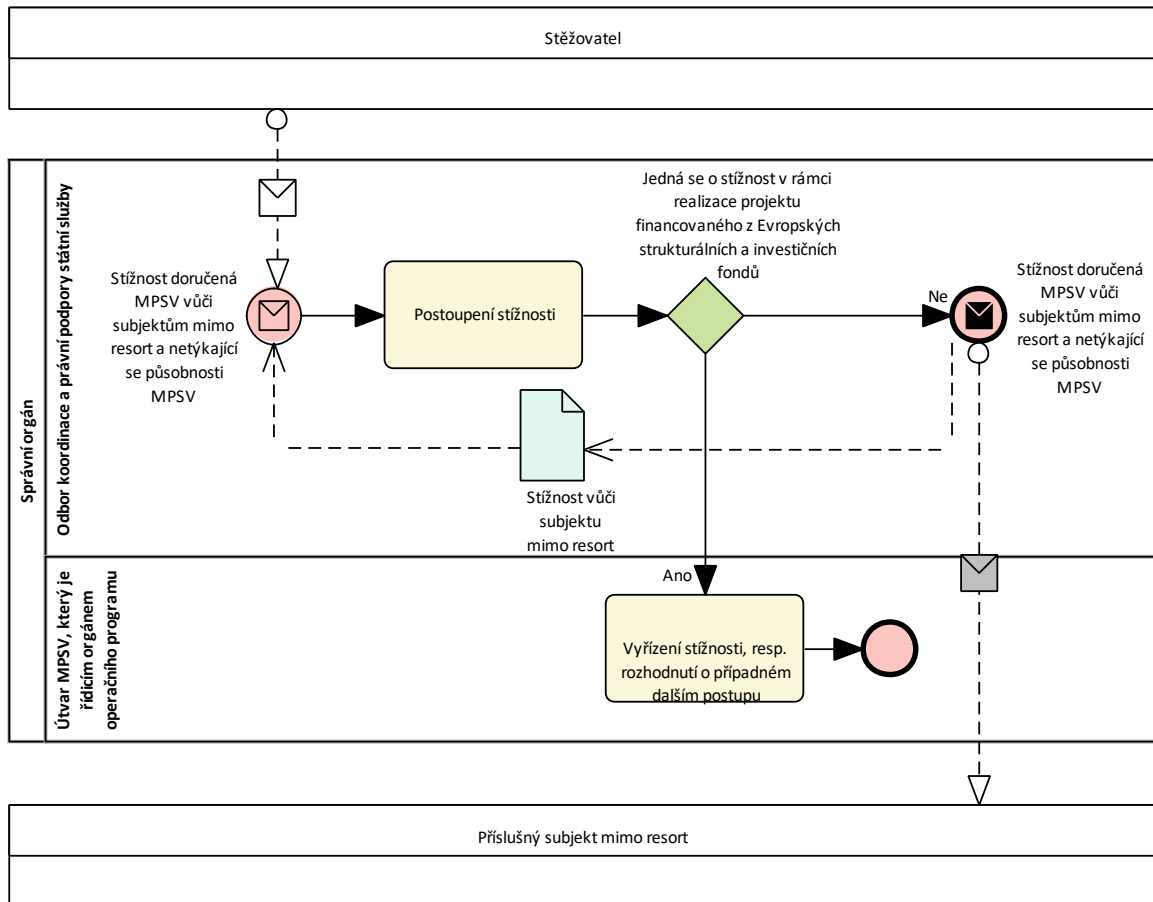 Stěžovatel
Správní orgán
Odbor koordinace a právní podpory státní služby
Stížnost doručená
MPSV vůči
subjektům mimo
resort a netýkající
se působnosti
MPSV
Postoupení stížnosti
Jedná se o stížnost v rámci
realizace projektu
financovaného z Evropských
strukturálních a investičních
fondů
Ne
Stížnost doručená
MPSV vůči
subjektům mimo
resort a netýkající
se působnosti
MPSV
Stížnost vůči
subjektu
mimo resort
Ano
Útvar MPSV, který je
řídicím orgánem
operačního programu
Vyřízení stížnosti, resp.
rozhodnutí o případném
dalším postupu
Příslušný subjekt mimo resort